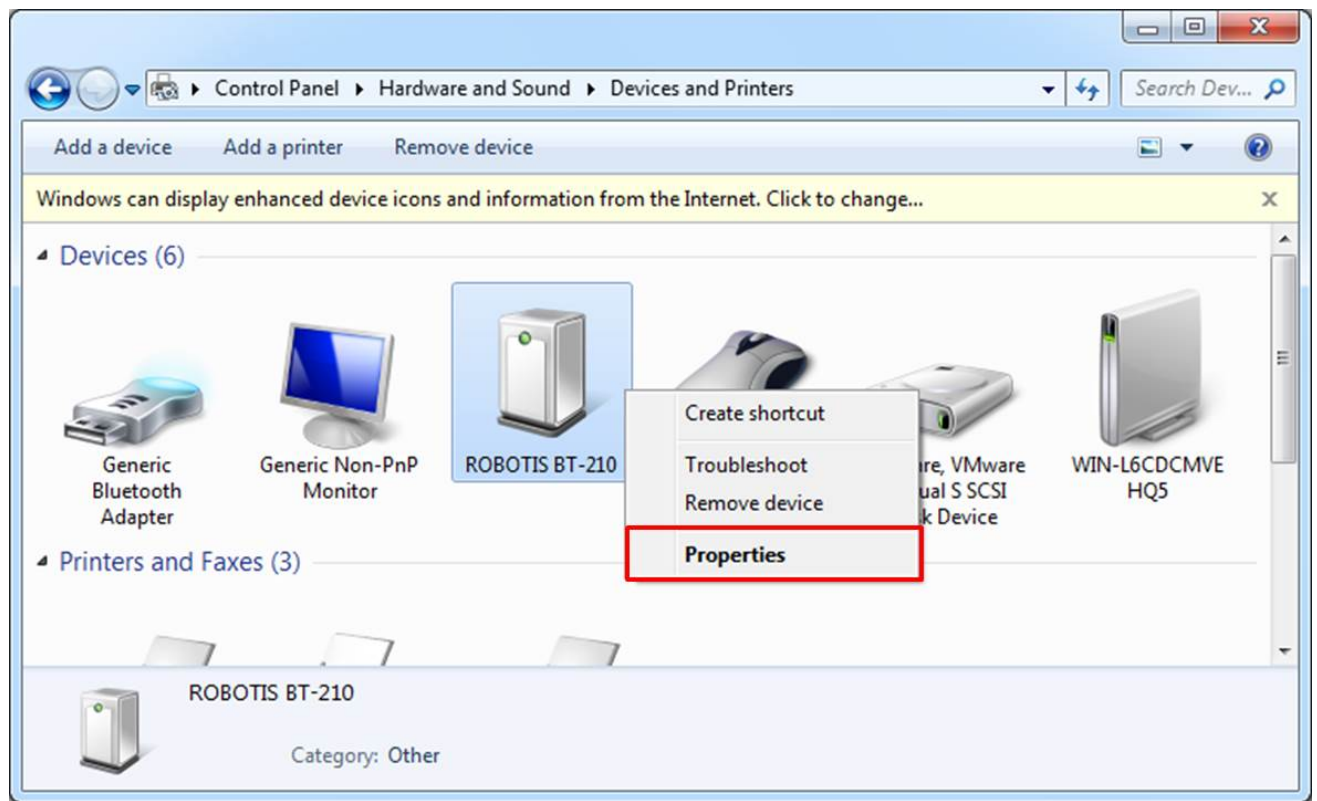 Control Panel Hardware and Sound Devices and Printers
Search Dev...
Add a device Add a printer Remove device
Windows can display enhanced device icons and information from the Internet. Click to change...
Devices (6)
Generic
Bluetooth
Adapter
Generic Non-PnP
Monitor
ROBOTIS BT-210
Create shortcut
Troubleshoot
Remove device
Properties
VMware
SCSI
Device
WIN-L6CDCMVE
HQ5
Printers and Faxes (3)
ROBOTIS BT-210
Category: Other